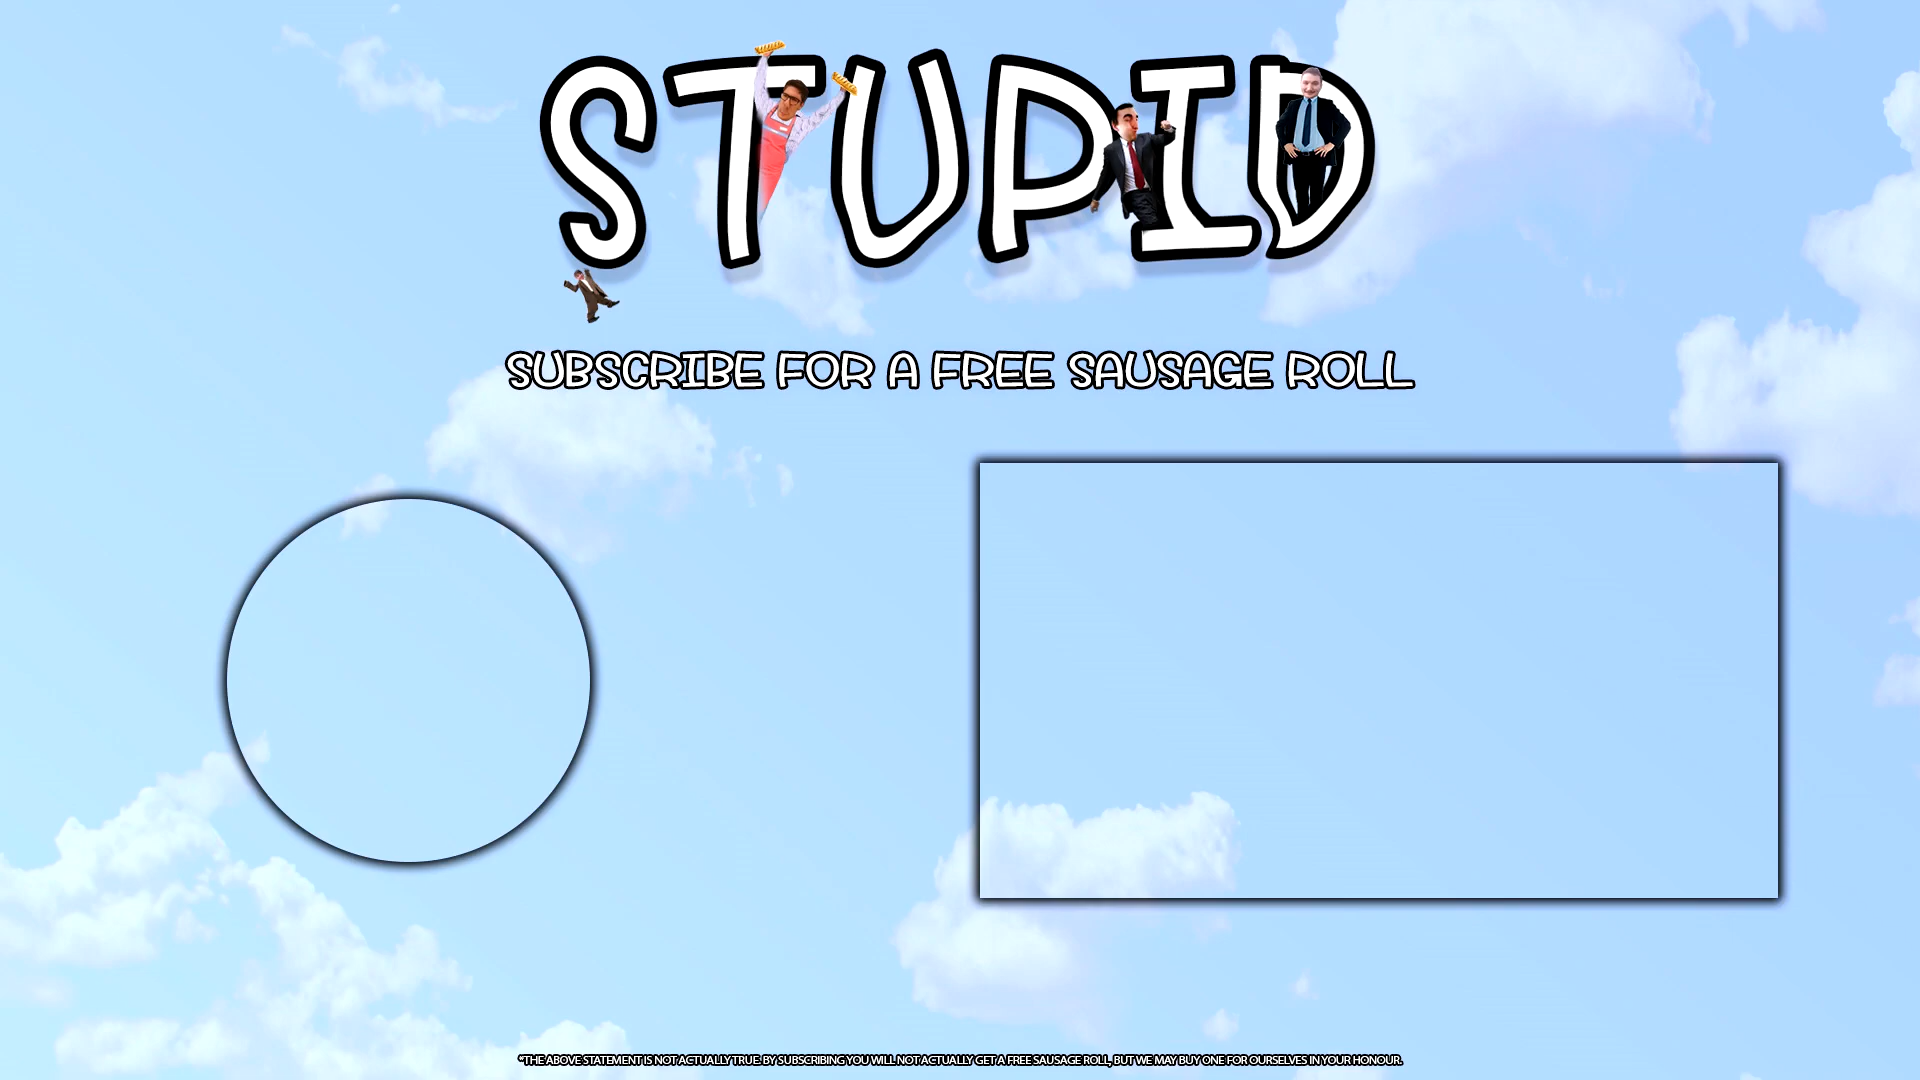 STUPID
SUBSCRIBE FOR A FREE SAUSAGE ROLL
*THE ABOVE STATEMENT IS NOT ACTUALLY TRUE. BY SUBSCRIBING YOU WILL NOT ACTUALLY GET A FREE SAUSAGE ROLL, BUT WE MAY BUY ONE FOR OURSELVES IN YOUR HONOUR.